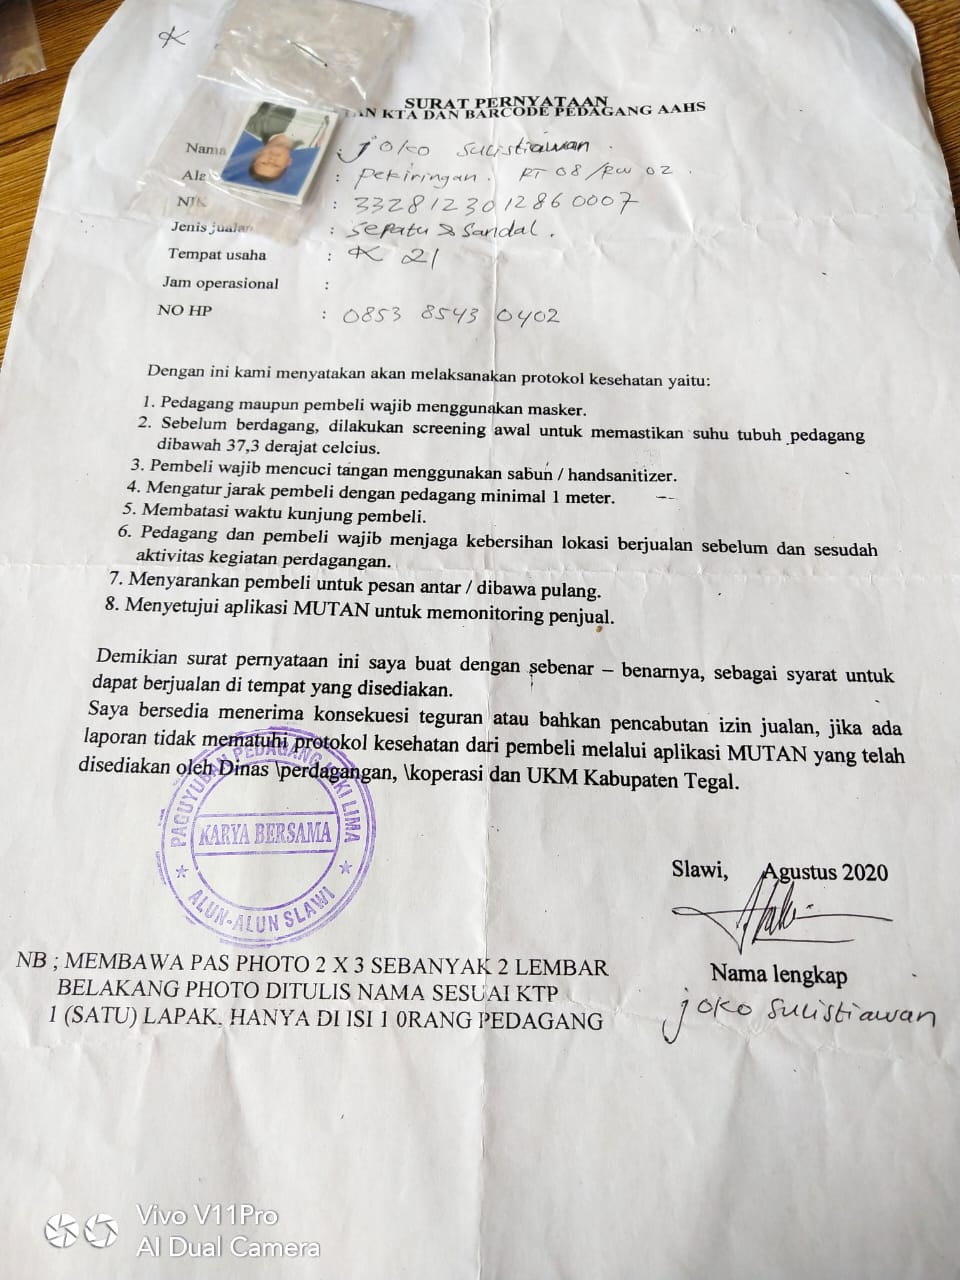 K
SURAT PERNYATAAN
KTA DAN BARCODE PEDAGANG AAHS
Nama : joko sulistiawan.
: Pekiringan. RT 08 /RW 02.
NIK : 3328123012860007
Jenis jualan : Sepatu & Sandal.
Tempat usaha : K 21
Jam operasional :
NO HP : 0853 8543 0402
Dengan ini kami menyatakan akan melaksanakan protokol kesehatan yaitu:
1. Pedagang maupun pembeli wajib menggunakan masker.
2. Sebelum berdagang, dilakukan screening awal untuk memastikan suhu tubuh pedagang
dibawah 37,3 derajat celcius.
3. Pembeli wajib mencuci tangan menggunakan sabun / handsanitizer.
4. Mengatur jarak pembeli dengan pedagang minimal 1 meter.
5. Membatasi waktu kunjung pembeli.
6. Pedagang dan pembeli wajib menjaga kebersihan lokasi berjualan sebelum dan sesudah
aktivitas kegiatan perdagangan.
7. Menyarankan pembeli untuk pesan antar / dibawa pulang.
8. Menyetujui aplikasi MUTAN untuk memonitoring penjual.
Demikian surat pernyataan ini saya buat dengan sebenar – benarnya, sebagai syarat untuk
dapat berjualan di tempat yang disediakan.
Saya bersedia menerima konsekuesi teguran atau bahkan pencabutan izin jualan, jika ada
laporan tidak mematuhi protokol kesehatan dari pembeli melalui aplikasi MUTAN yang telah
disediakan oleh Dinas \perdagangan, \koperasi dan UKM Kabupaten Tegal.
PAGUYUBAN PEDAGANG KAKI LIMA
KARYA BERSAMA
ALUN-ALUN SLAWI
Slawi, Agustus 2020
Nama lengkap
joko sulistiawan
NB ; MEMBAWA PAS PHOTO 2 X 3 SEBANYAK 2 LEMBAR
BELAKANG PHOTO DITULIS NAMA SESUAI KTP
1 (SATU) LAPAK, HANYA DI ISI 1 0RANG PEDAGANG
Vivo V11Pro
AI Dual Camera